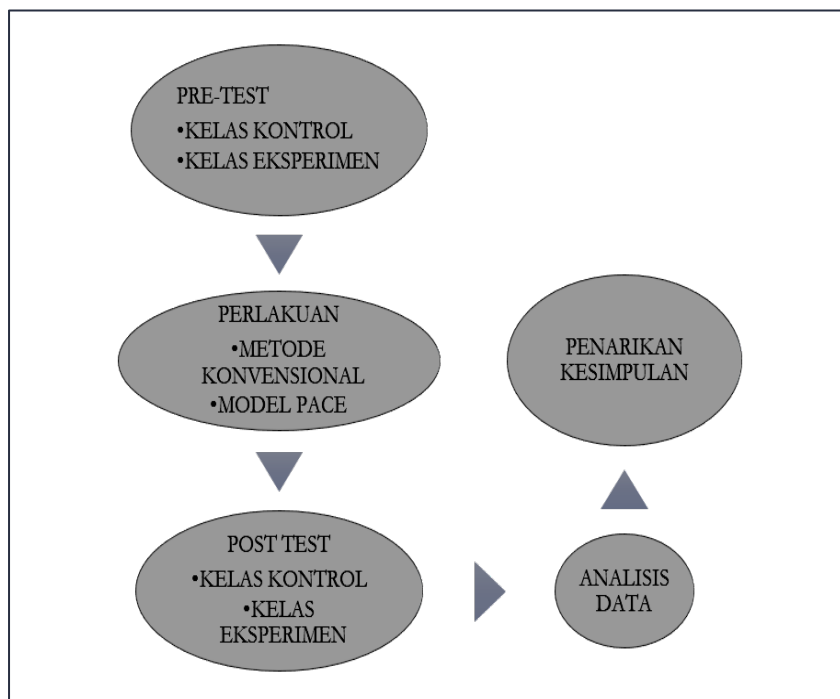 PRE-TEST
•KELAS KONTROL
•KELAS EKSPERIMEN
PERLAKUAN
•METODE
KONVENSIONAL
•MODEL PACE
POST TEST
•KELAS KONTROL
•KELAS
EKSPERIMEN
ANALISIS
DATA
PENARIKAN
KESIMPULAN